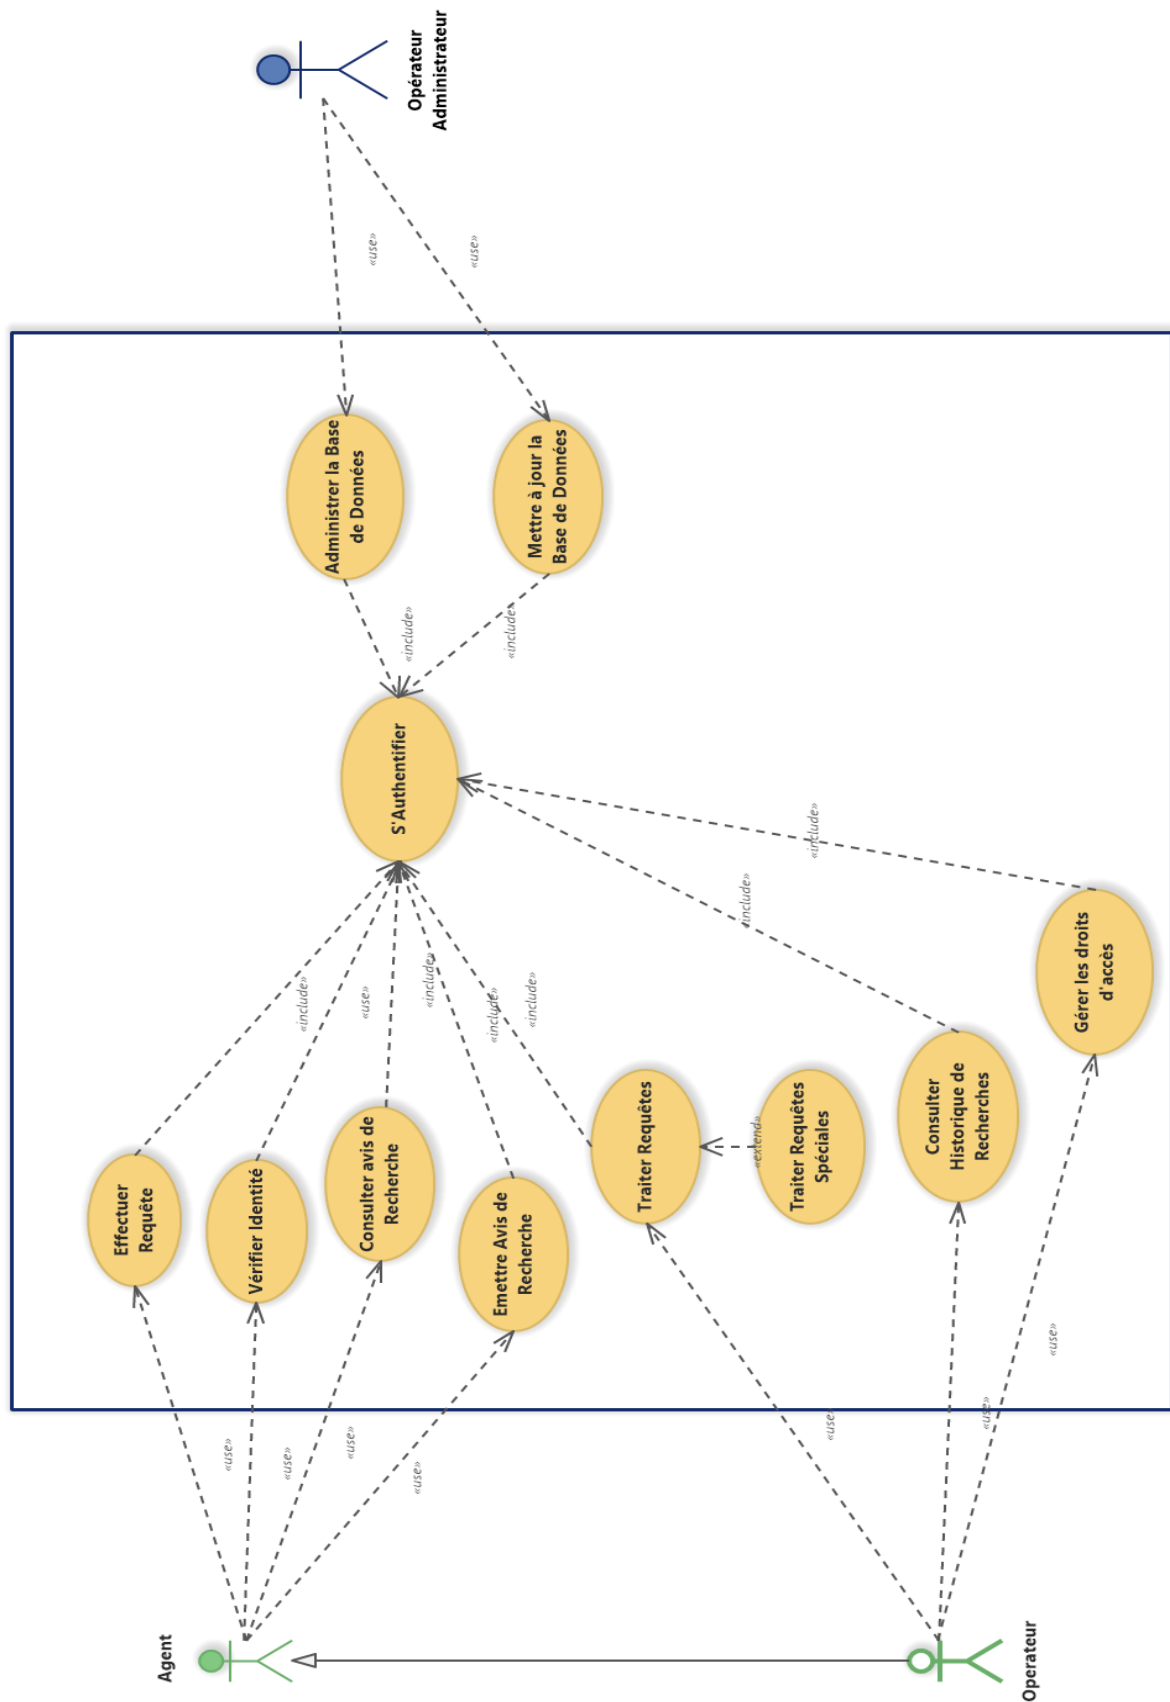 Agent
Operateur
Opérateur
Administrateur
Effectuer
Requête
Vérifier Identité
Consulter avis de
Recherche
Emettre Avis de
Recherche
Traiter Requêtes
Traiter Requêtes
Spéciales
Consulter
Historique de
Recherches
Gérer les droits
d'accès
S'Authentifier
Administrer la Base
de Données
Mettre à jour la
Base de Données
«use»
«use»
«use»
«use»
«use»
«use»
«use»
«include»
«use»
«include»
«include»
«include»
«extend»
«include»
«include»
«include»
«include»
«use»
«use»